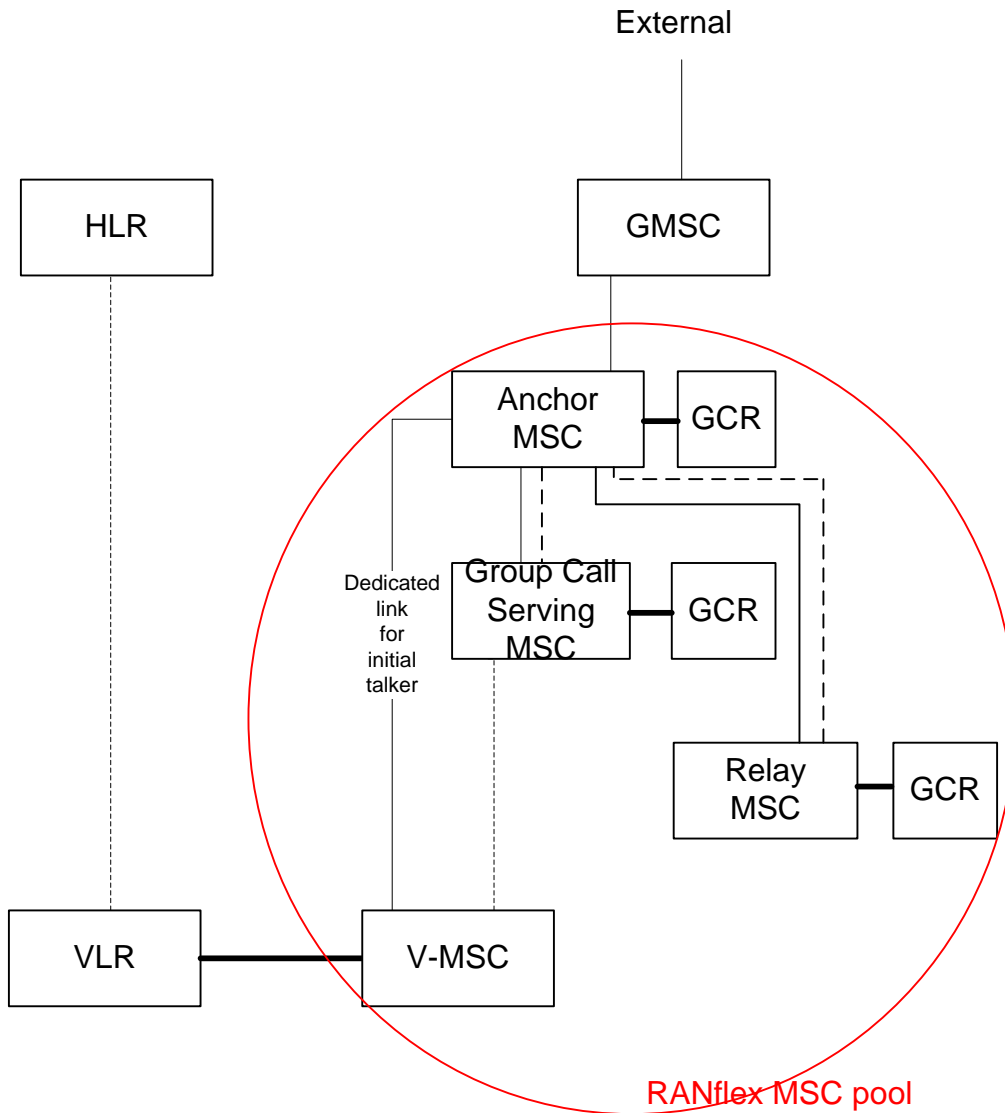 External
HLR
GMSC
Anchor
MSC
GCR
Dedicated
link
for
initial
talker
Group Call
Serving
MSC
GCR
Relay
MSC
GCR
VLR
V-MSC
RANflex MSC pool